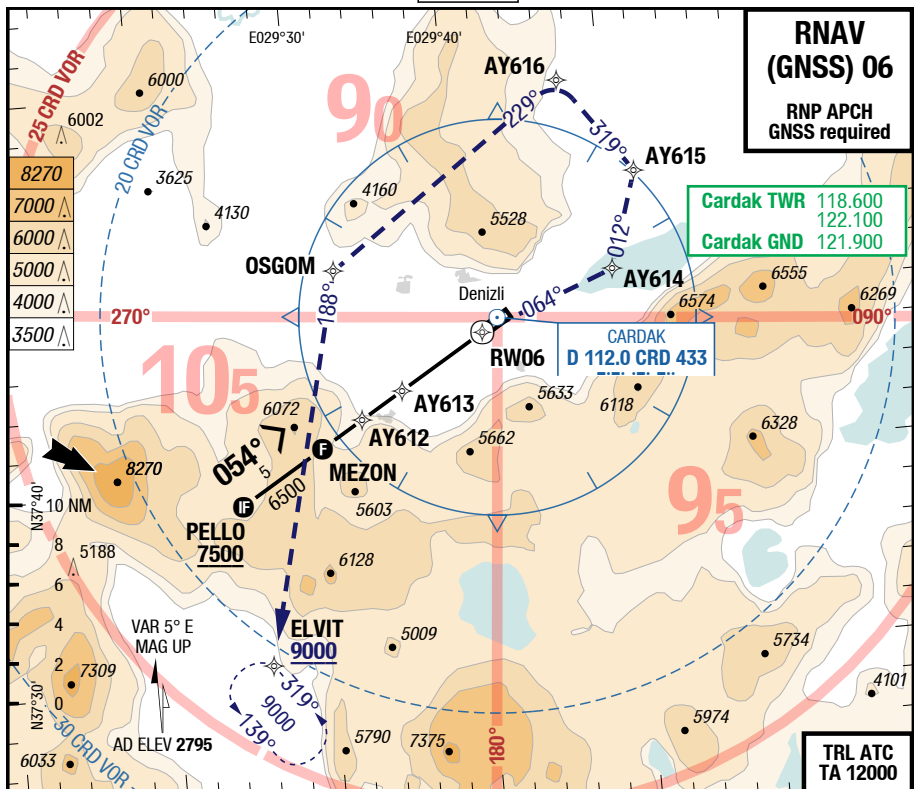 E029°30'
E029°40'
RNAV
(GNSS) 06
RNP APCH
GNSS required
AY616
25 CRD VOR
6000
90
229°
6002
319°
20 CRD VOR
AY615
8270
7000
6000
5000
4000
3500
3625
4160
4130
5528
012°
Cardak TWR 118.600
122.100
Cardak GND 121.900
OSGOM
AY614
6555
188°
Denizli
064°
6574
6269
270°
090°
RW06
CARDAK
D 112.0 CRD 433
105
5633
6118
AY613
6072
AY612
6328
054°
5662
F
MEZON
8270
5
6500
5603
95
IF
PELLO
7500
N37°40'
10 NM
8
5188
6128
6
4
ELVIT
9000
5009
5734
VAR 5° E
MAG UP
2
319°
9000
139°
7309
4101
N37°30'
0
5974
AD ELEV 2795
30 CRD VOR
5790
7375
180°
6033
TRL ATC
TA 12000